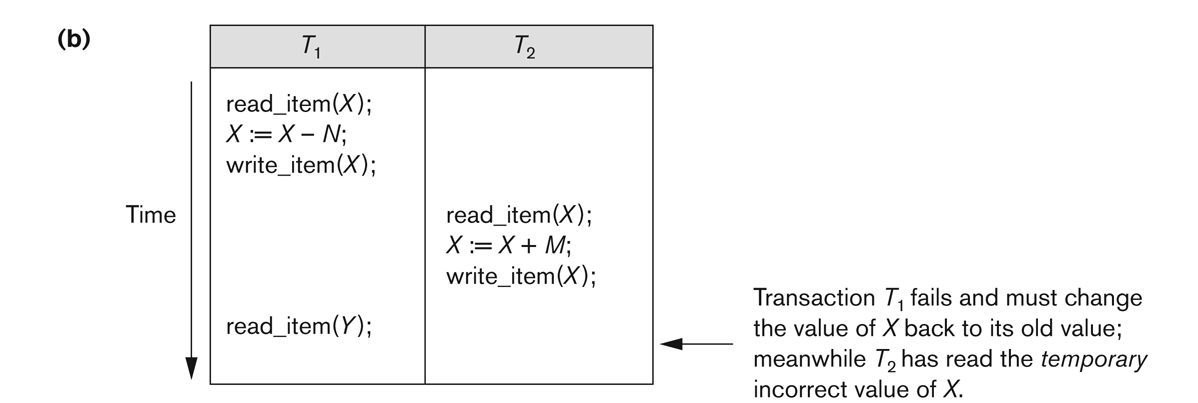 (b)
T₁ T₂
read_item(X);
X := X – N;
write_item(X);
Time
read_item(X);
X := X + M;
write_item(X);
read_item(Y);
Transaction T₁ fails and must change
the value of X back to its old value;
meanwhile T₂ has read the temporary
incorrect value of X.